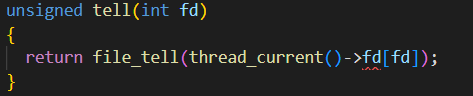 unsigned tell(int fd)
{
  return file_tell(thread_current()->fd[fd]);
}